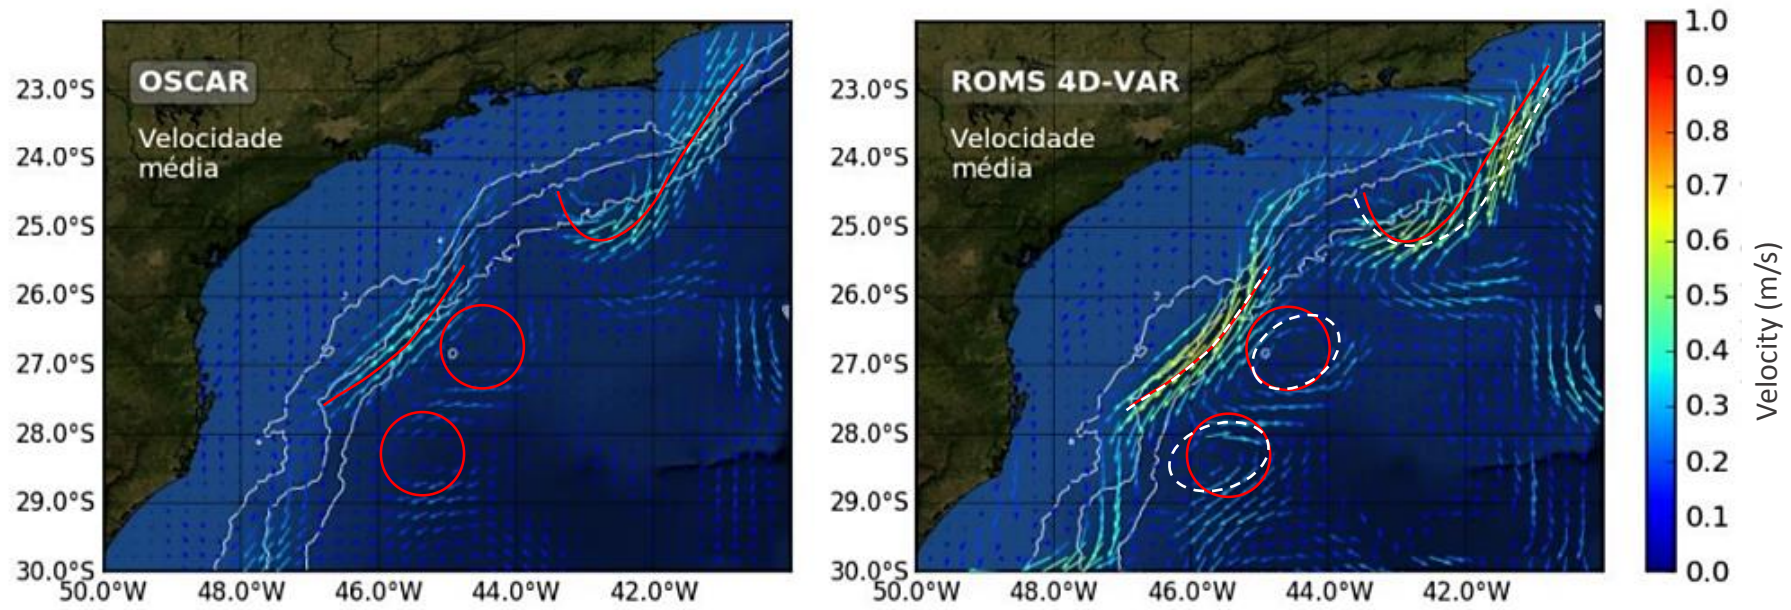 OSCAR
Velocidade
média
23.0°S
24.0°S
25.0°S
26.0°S
27.0°S
28.0°S
29.0°S
30.0°S
50.0°W
48.0°W
46.0°W
44.0°W
42.0°W
ROMS 4D-VAR
Velocidade
média
23.0°S
24.0°S
25.0°S
26.0°S
27.0°S
28.0°S
29.0°S
30.0°S
50.0°W
48.0°W
46.0°W
44.0°W
42.0°W
1.0
0.9
0.8
0.7
0.6
0.5
0.4
0.3
0.2
0.1
0.0
Velocity (m/s)